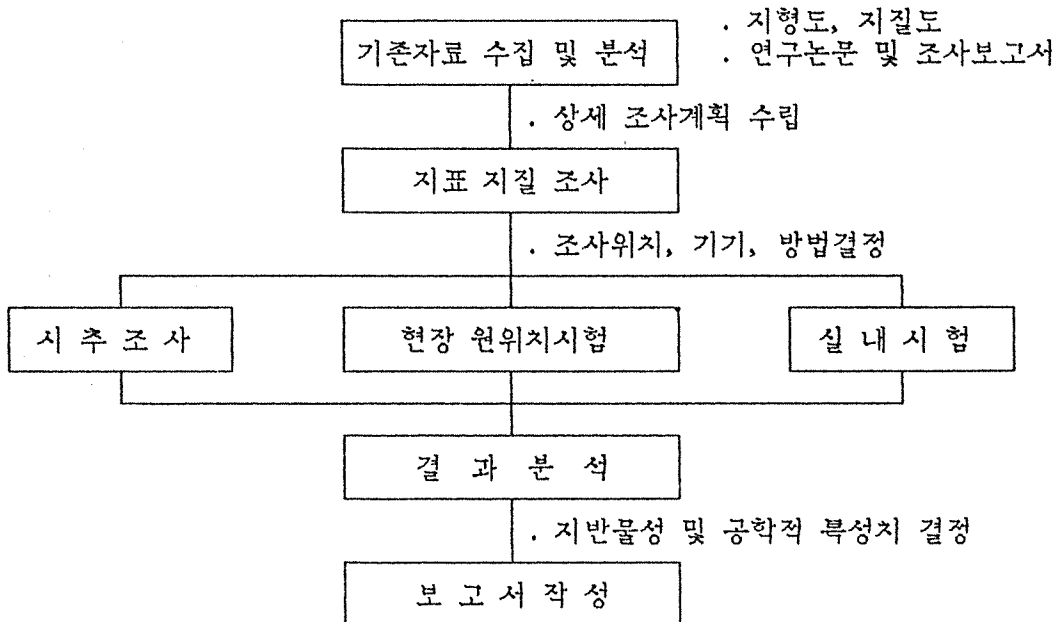 . 지형도, 지질도
기존자료 수집 및 분석
. 연구논문 및 조사보고서
. 상세 조사계획 수립
지표 지질 조사
. 조사위치, 기기, 방법결정
시 추 조 사
현장 원위치시험
실 내 시 험
결 과 분 석
. 지반물성 및 공학적 특성치 결정
보 고 서 작 성